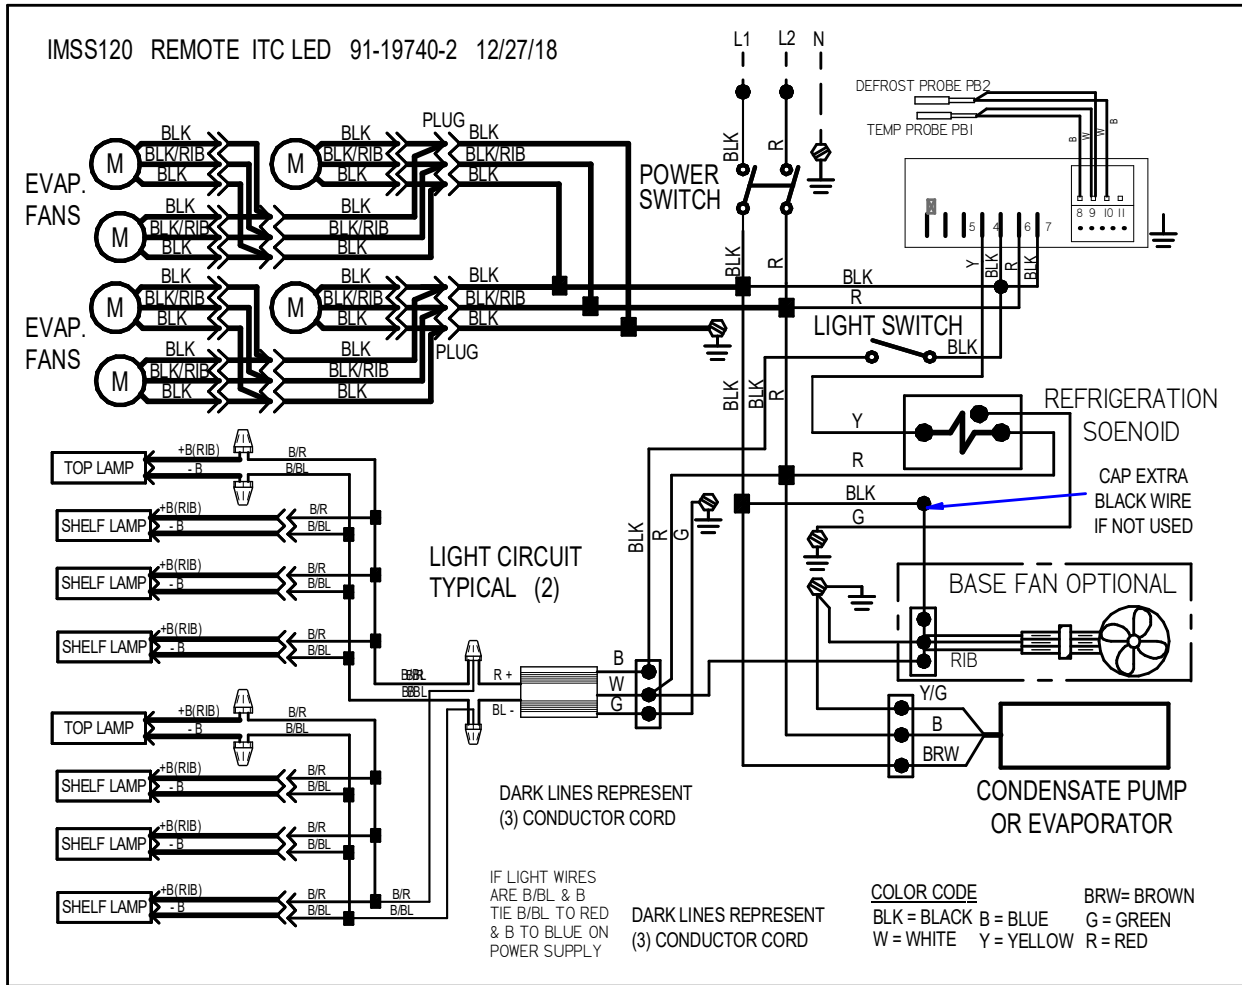 IMSS120 REMOTE ITC LED 91-19740-2 12/27/18
L1 L2 N
DEFROST PROBE PB2
TEMP PROBE PB1
B W W B
8 9 10 11
5 4 6 7
Y BLK R BLK
PLUG
BLK BLK BLK
BLK/RIB BLK/RIB BLK/RIB
BLK BLK BLK
M M
EVAP.
FANS
BLK BLK
M BLK/RIB BLK/RIB
BLK BLK
POWER
SWITCH
BLK R
BLK R
BLK BLK BLK
M BLK/RIB M BLK/RIB BLK/RIB
BLK BLK BLK
EVAP.
FANS
PLUG
BLK BLK
M BLK/RIB BLK/RIB
BLK BLK
BLK
R
LIGHT SWITCH
BLK
BLK BLK R
REFRIGERATION
SOENOID
Y
R
BLK
G
CAP EXTRA
BLACK WIRE
IF NOT USED
TOP LAMP +B(RIB) B/R
- B B/BL
SHELF LAMP +B(RIB) B/R
- B B/BL
SHELF LAMP +B(RIB) B/R
- B B/BL
SHELF LAMP +B(RIB) B/R
- B B/BL
LIGHT CIRCUIT
TYPICAL (2)
BLK R G
BASE FAN OPTIONAL
RIB
R +
BL -
B
W
G
TOP LAMP +B(RIB) B/R
- B B/BL
SHELF LAMP +B(RIB) B/R
- B B/BL
SHELF LAMP +B(RIB) B/R
- B B/BL
SHELF LAMP +B(RIB) B/R B/R
- B B/BL B/BL
Y/G
B
BRW
CONDENSATE PUMP
OR EVAPORATOR
DARK LINES REPRESENT
(3) CONDUCTOR CORD
IF LIGHT WIRES
ARE B/BL & B
TIE B/BL TO RED
& B TO BLUE ON
POWER SUPPLY
DARK LINES REPRESENT
(3) CONDUCTOR CORD
COLOR CODE
BLK = BLACK B = BLUE
W = WHITE Y = YELLOW
BRW= BROWN
G = GREEN
R = RED